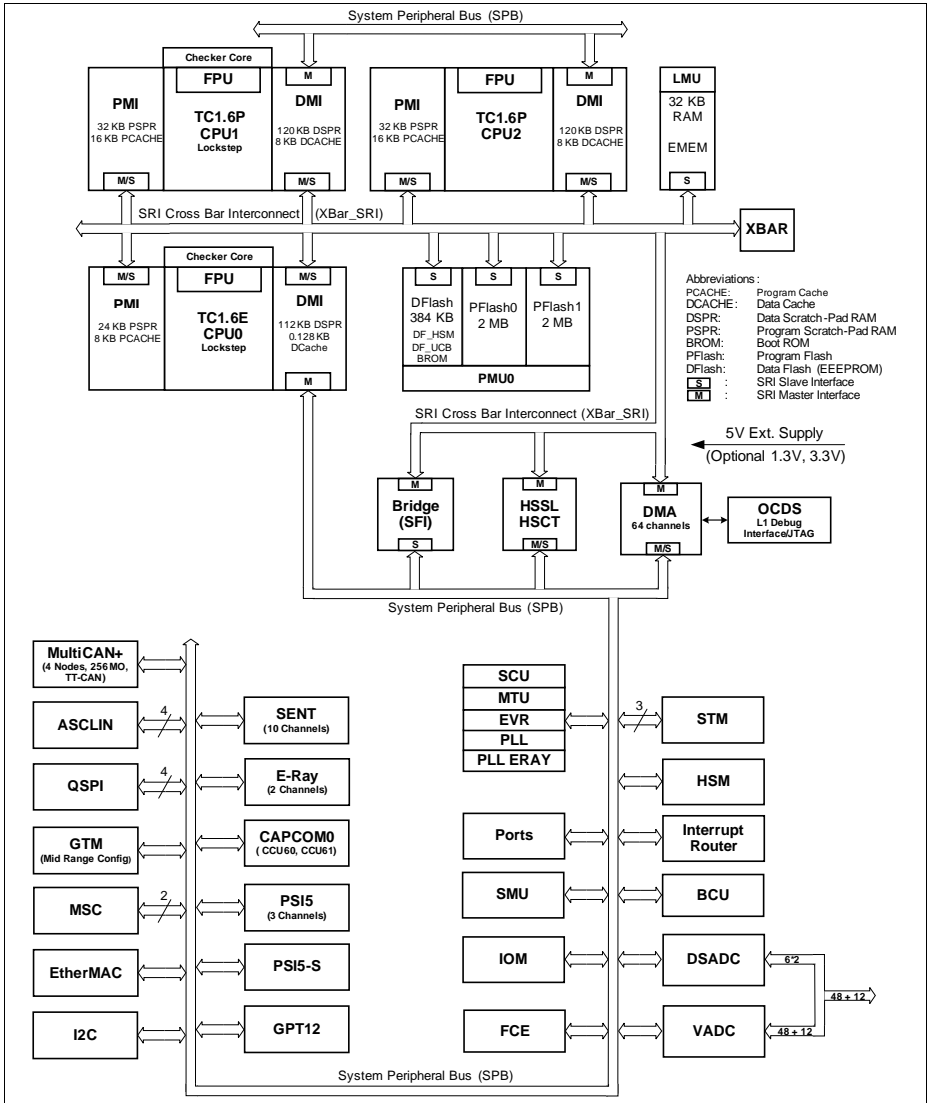 System Peripheral Bus (SPB)
Checker Core
FPU
M
PMI
32 KB PSPR
16 KB PCACHE
M/S
TC1.6P
CPU1
Lockstep
DMI
120 KB DSPR
8 KB DCACHE
M/S
PMI
32 KB PSPR
16 KB PCACHE
M/S
FPU
TC1.6P
CPU2
M
DMI
120 KB DSPR
8 KB DCACHE
M/S
LMU
32 KB
RAM
EMEM
S
SRI Cross Bar Interconnect (XBar_SRI)
XBAR
Checker Core
M/S
PMI
24 KB PSPR
8 KB PCACHE
FPU
TC1.6E
CPU0
Lockstep
M/S
DMI
112 KB DSPR
0.128 KB
DCache
M
S
DFlash
384 KB
DF_HSM
DF_UCB
BROM
S
PFlash0
2 MB
S
PFlash1
2 MB
PMU0
Abbreviations :
PCACHE: Program Cache
DCACHE: Data Cache
DSPR: Data Scratch-Pad RAM
PSPR: Program Scratch-Pad RAM
BROM: Boot ROM
PFlash: Program Flash
DFlash: Data Flash (EEEPROM)
S : SRI Slave Interface
M : SRI Master Interface
SRI Cross Bar Interconnect (XBar_SRI)
5V Ext. Supply
(Optional 1.3V, 3.3V)
M
Bridge
(SFI)
S
M
HSSL
HSCT
M/S
M
DMA
64 channels
M/S
OCDS
L1 Debug
Interface/JTAG
System Peripheral Bus (SPB)
MultiCAN+
(4 Nodes, 256 MO,
TT-CAN)
ASCLIN
4
QSPI
4
GTM
(Mid Range Config)
MSC
2
EtherMAC
I2C
SENT
(10 Channels)
E-Ray
(2 Channels)
CAPCOM0
( CCU60, CCU61)
PSI5
(3 Channels)
PSI5-S
GPT12
SCU
MTU
EVR
PLL
PLL ERAY
Ports
SMU
IOM
FCE
3
STM
HSM
Interrupt
Router
BCU
DSADC
6*2
48 + 12
VADC
48 + 12
System Peripheral Bus (SPB)